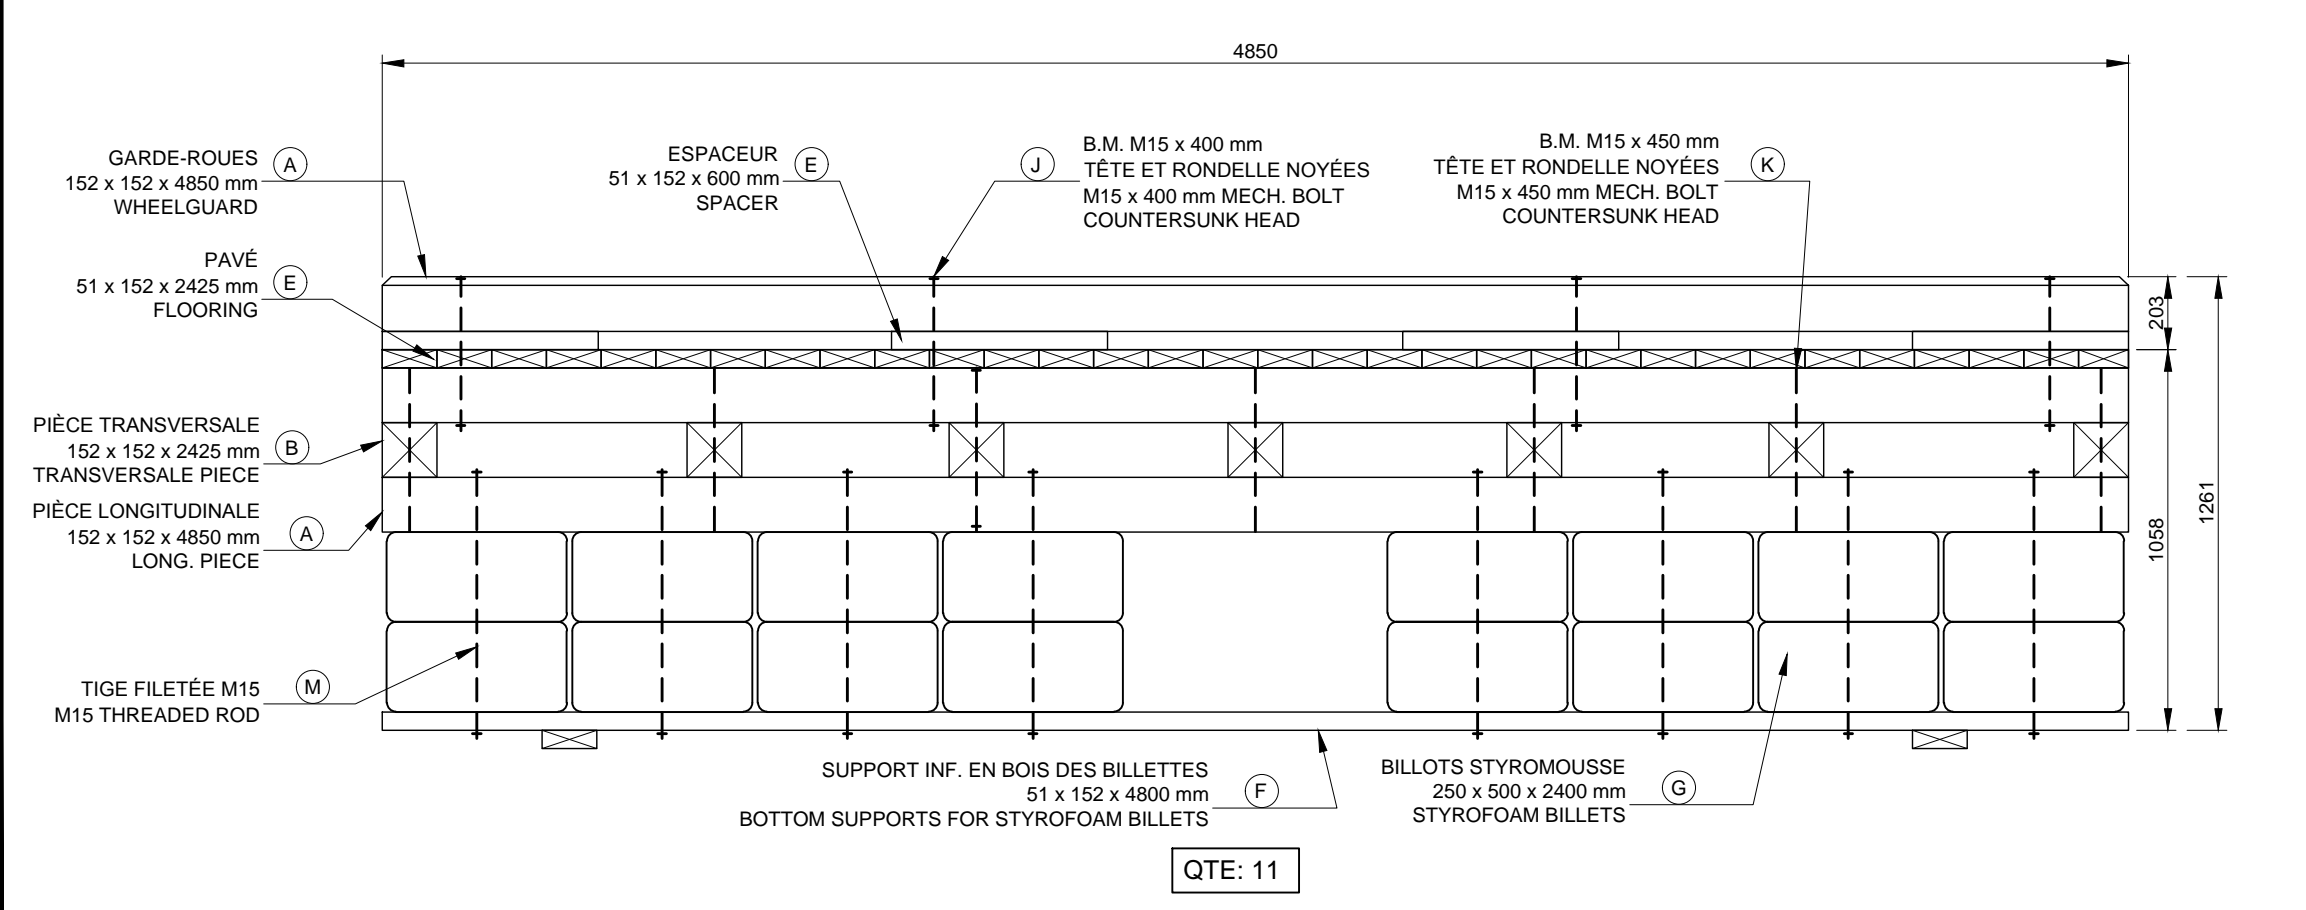 4850
GARDE-ROUES
152 x 152 x 4850 mm
WHEELGUARD
A
ESPACEUR
51 x 152 x 600 mm
SPACER
E
J
B.M. M15 x 400 mm
TÊTE ET RONDELLE NOYÉES
M15 x 400 mm MECH. BOLT
COUNTERSUNK HEAD
B.M. M15 x 450 mm
TÊTE ET RONDELLE NOYÉES
M15 x 450 mm MECH. BOLT
COUNTERSUNK HEAD
K
PAVÉ
51 x 152 x 2425 mm
FLOORING
E
203
PIÈCE TRANSVERSALE
152 x 152 x 2425 mm
TRANSVERSALE PIECE
B
PIÈCE LONGITUDINALE
152 x 152 x 4850 mm
LONG. PIECE
A
1058
1261
TIGE FILETÉE M15
M15 THREADED ROD
M
SUPPORT INF. EN BOIS DES BILLETTES
51 x 152 x 4800 mm
BOTTOM SUPPORTS FOR STYROFOAM BILLETS
F
BILLOTS STYROMOUSSE
250 x 500 x 2400 mm
STYROFOAM BILLETS
G
QTE: 11